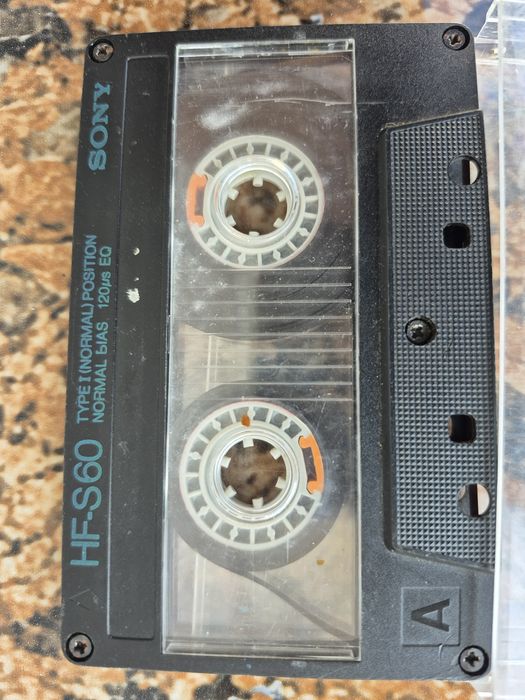 HF-S60
TYPE I (NORMAL) POSITION
NORMAL BIAS 120µs EQ
SONY
A